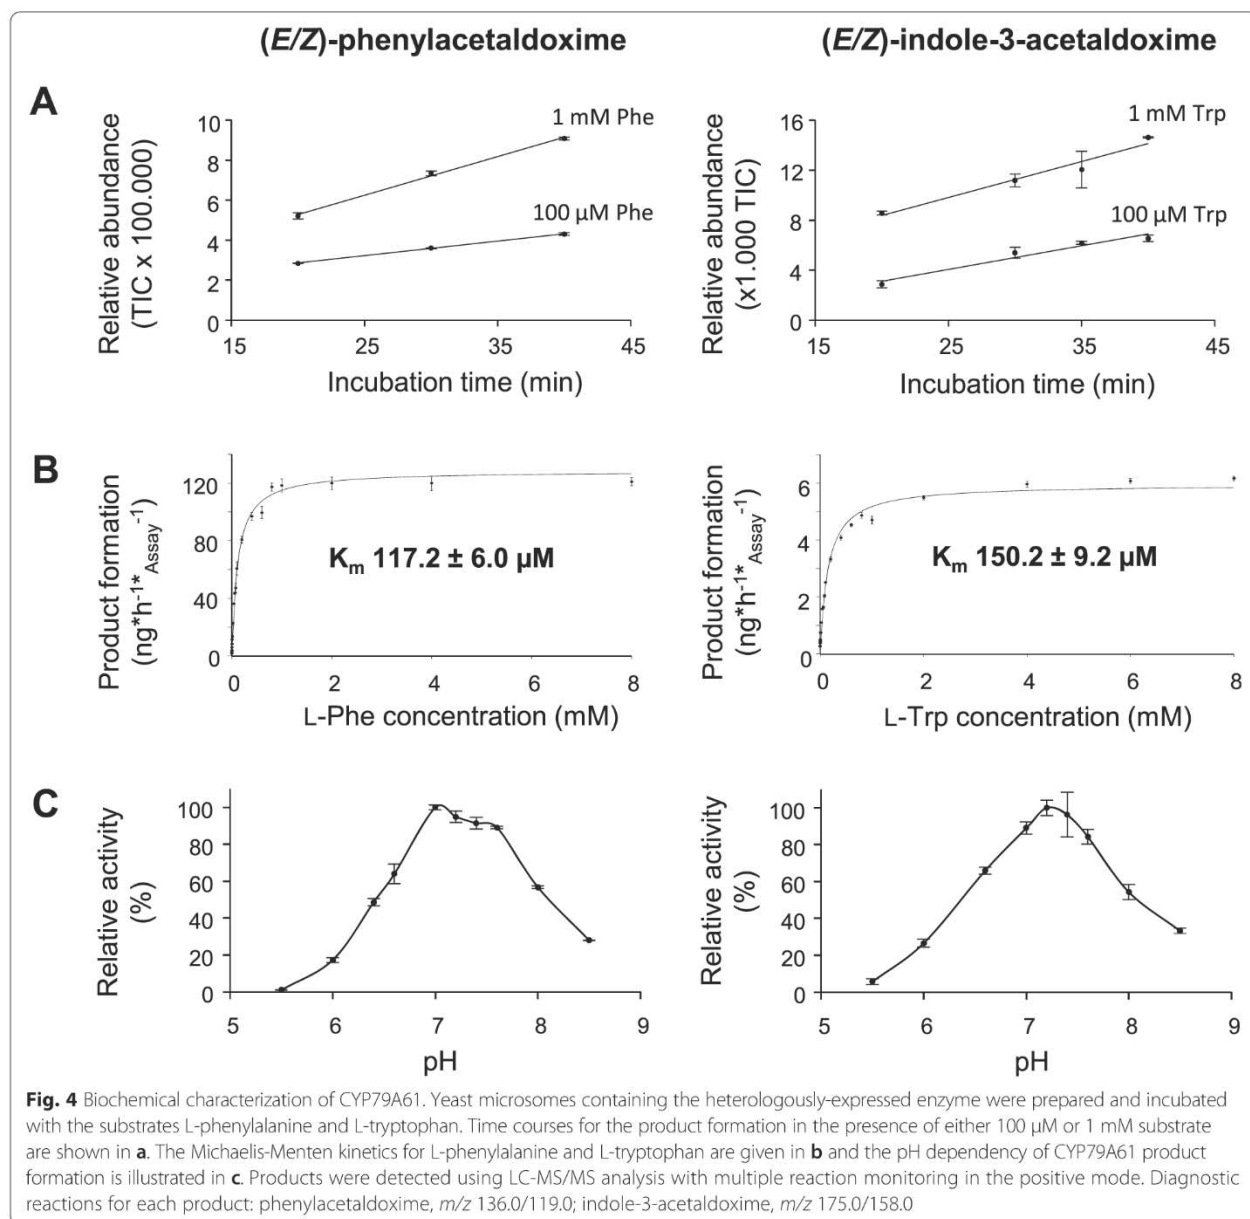 (E/Z)-phenylacetaldoxime
(E/Z)-indole-3-acetaldoxime
A
Relative abundance
(TIC x 100.000)
10
8
6
4
2
0
1 mM Phe
100 µM Phe
15 25 35 45
Incubation time (min)
Relative abundance
(x1.000 TIC)
16
12
8
4
0
1 mM Trp
100 µM Trp
15 25 35 45
Incubation time (min)
B
Product formation
(ng*h-1*Assay-1)
120
80
40
0
Km 117.2 ± 6.0 µM
0 2 4 6 8
L-Phe concentration (mM)
Product formation
(ng*h-1*Assay-1)
6
4
2
0
Km 150.2 ± 9.2 µM
0 2 4 6 8
L-Trp concentration (mM)
C
Relative activity
(%)
100
80
60
40
20
0
5 6 7 8 9
pH
Relative activity
(%)
100
80
60
40
20
0
5 6 7 8 9
pH
Fig. 4 Biochemical characterization of CYP79A61. Yeast microsomes containing the heterologously-expressed enzyme were prepared and incubated
with the substrates L-phenylalanine and L-tryptophan. Time courses for the product formation in the presence of either 100 µM or 1 mM substrate
are shown in a. The Michaelis-Menten kinetics for L-phenylalanine and L-tryptophan are given in b and the pH dependency of CYP79A61 product
formation is illustrated in c. Products were detected using LC-MS/MS analysis with multiple reaction monitoring in the positive mode. Diagnostic
reactions for each product: phenylacetaldoxime, m/z 136.0/119.0; indole-3-acetaldoxime, m/z 175.0/158.0